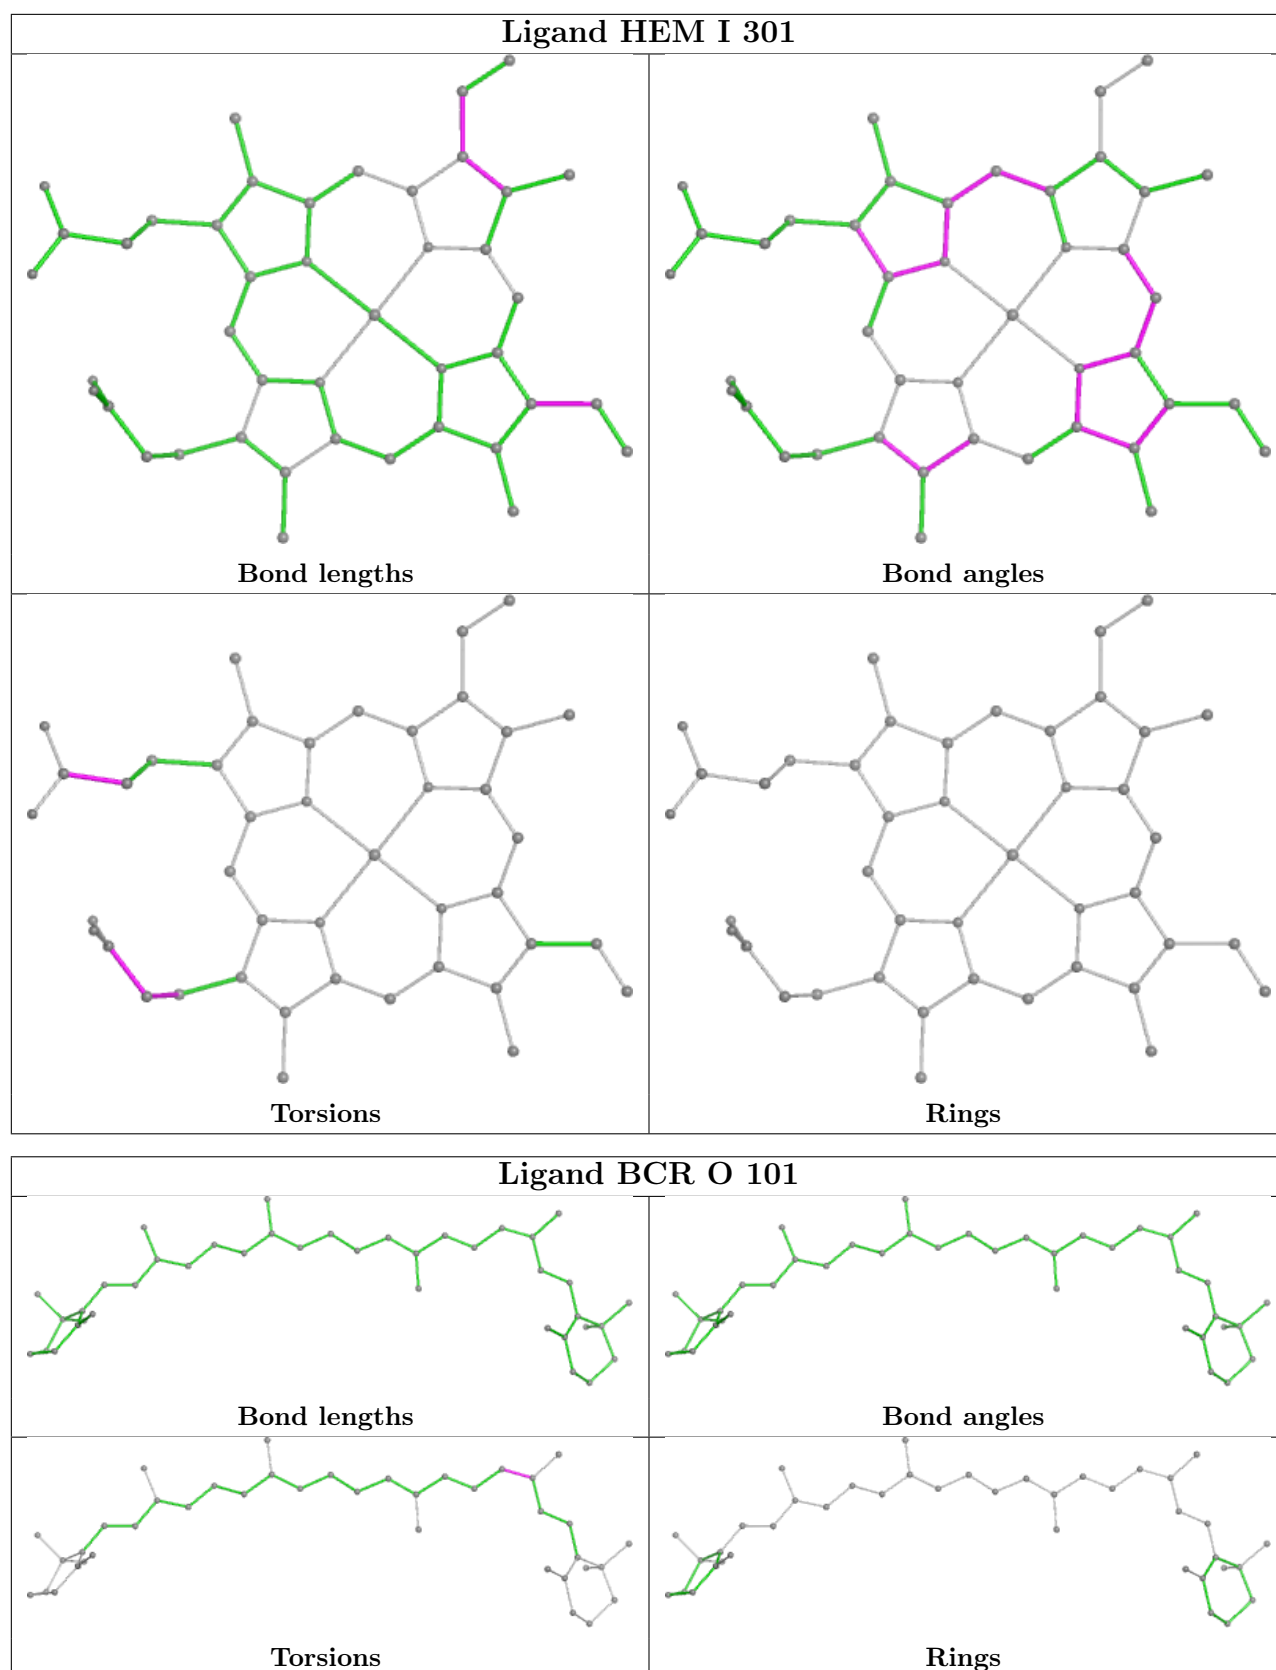 Ligand HEM I 301
Bond lengths
Bond angles
Torsions
Rings
Ligand BCR O 101
Bond lengths
Bond angles
Torsions
Rings